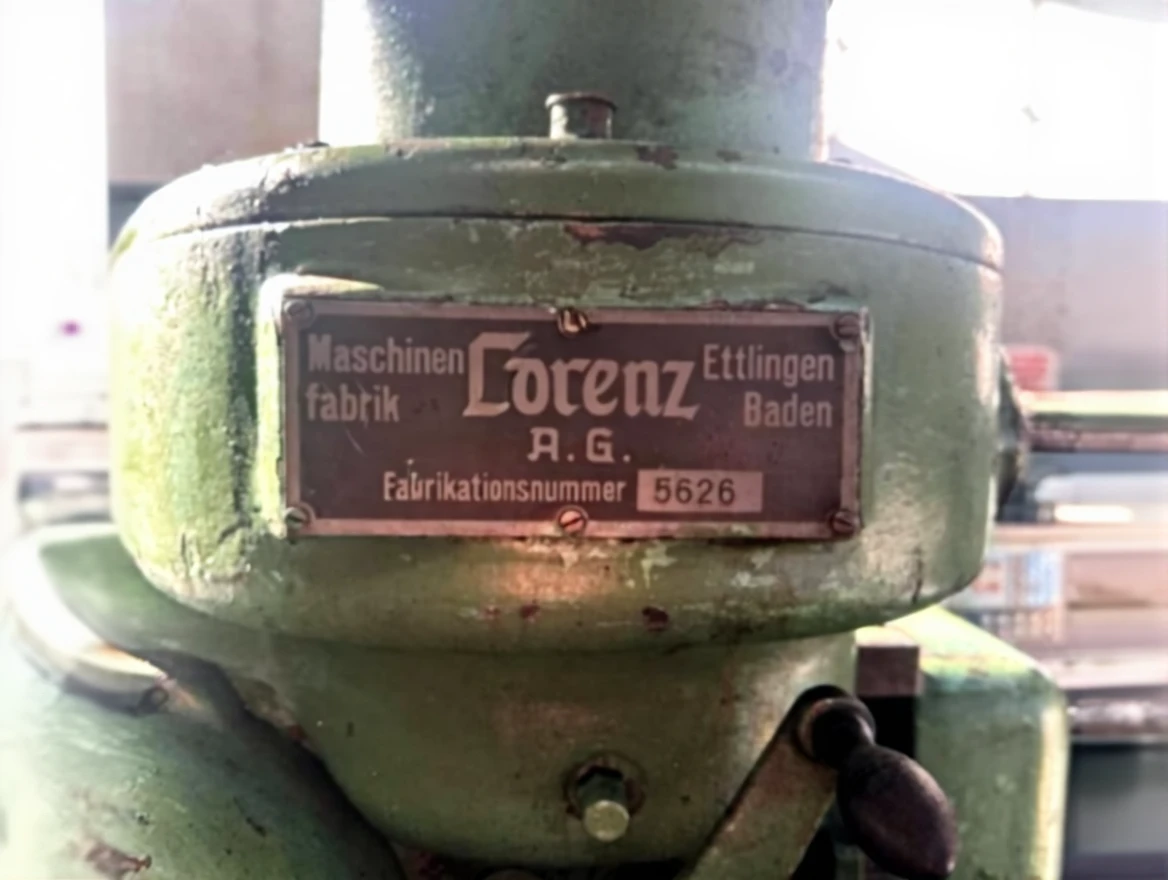 Maschinen
fabrik
Lorenz
A.G.
Ettlingen
Baden
Fabrikationsnummer 5626